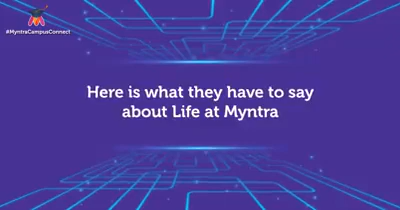 #MyntraCampusConnect
Here is what they have to say
about Life at Myntra